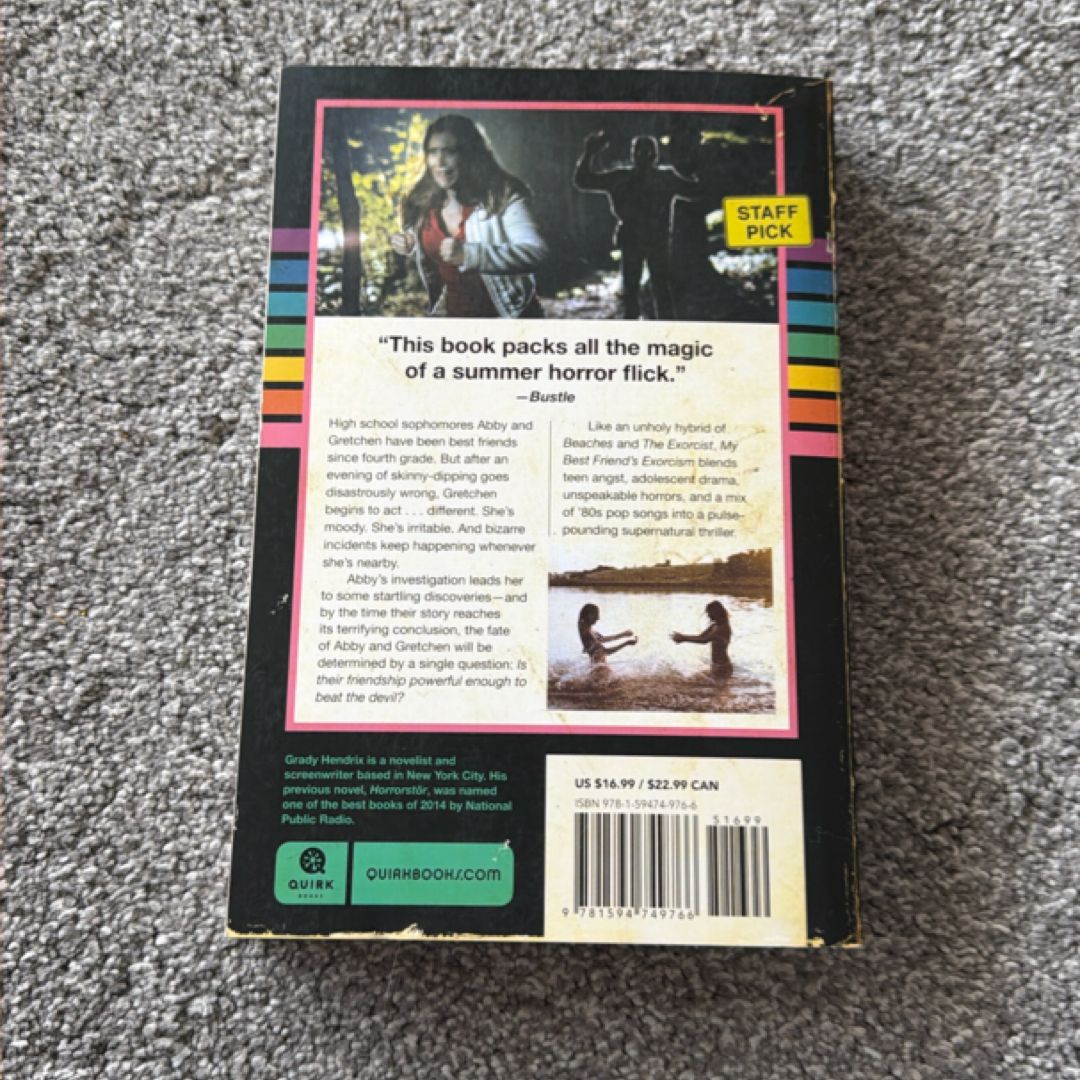 STAFF
PICK
“This book packs all the magic
of a summer horror flick.”
—Bustle
High school sophomores Abby and
Gretchen have been best friends
since fourth grade. But after an
evening of skinny-dipping goes
disastrously wrong, Gretchen
begins to act . . . different. She’s
moody. She’s irritable. And bizarre
incidents keep happening whenever
she’s nearby.
Abby’s investigation leads her
to some startling discoveries—and
by the time their story reaches
its terrifying conclusion, the fate
of Abby and Gretchen will be
determined by a single question: Is
their friendship powerful enough to
beat the devil?
Like an unholy hybrid of
Beaches and The Exorcist, My
Best Friend’s Exorcism blends
teen angst, adolescent drama,
unspeakable horrors, and a mix
of ’80s pop songs into a pulse-
pounding supernatural thriller.
Grady Hendrix is a novelist and
screenwriter based in New York City. His
previous novel, Horrorstör, was named
one of the best books of 2014 by National
Public Radio.
QUIRK
BOOKS
QUIRKBOOKS.COM
US $16.99 / $22.99 CAN
ISBN 978-1-59474-976-6
51699
9 781594 749766